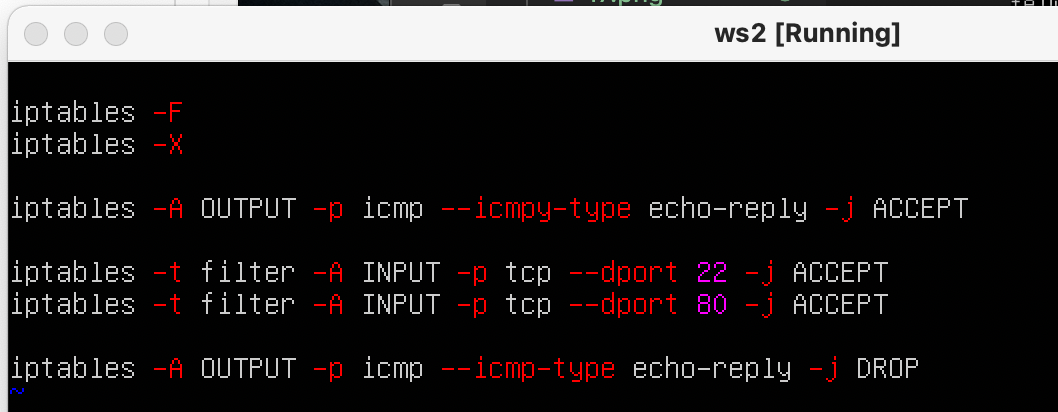 ws2 [Running]
iptables -F
iptables -X
iptables -A OUTPUT -p icmp --icmpy-type echo-reply -j ACCEPT
iptables -t filter -A INPUT -p tcp --dport 22 -j ACCEPT
iptables -t filter -A INPUT -p tcp --dport 80 -j ACCEPT
iptables -A OUTPUT -p icmp --icmp-type echo-reply -j DROP
~